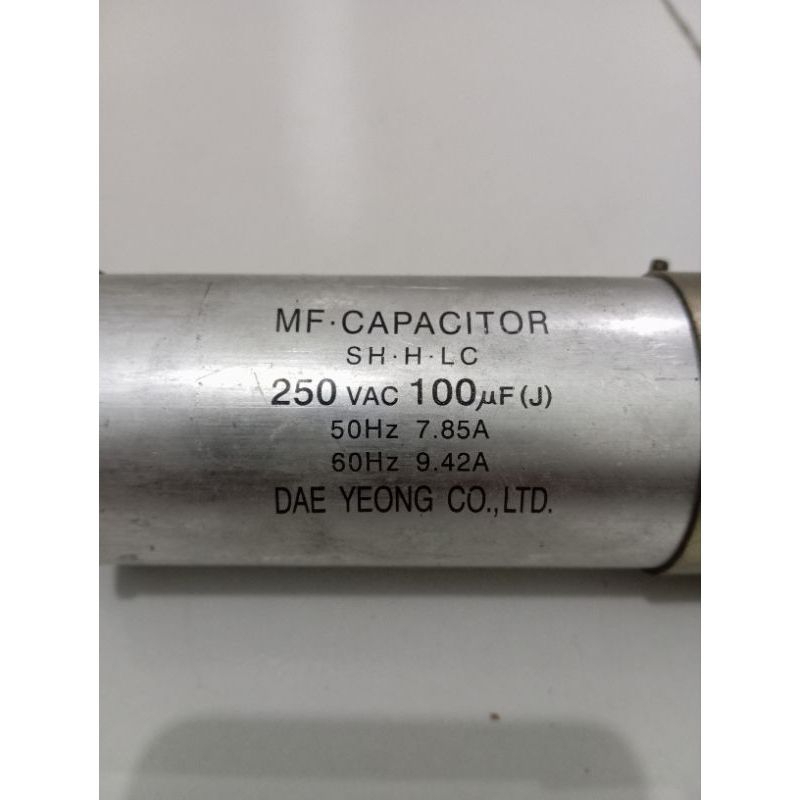 MF·CAPACITOR
SH·H·LC
250 VAC 100µF(J)
50Hz 7.85A
60Hz 9.42A
DAE YEONG CO.,LTD.